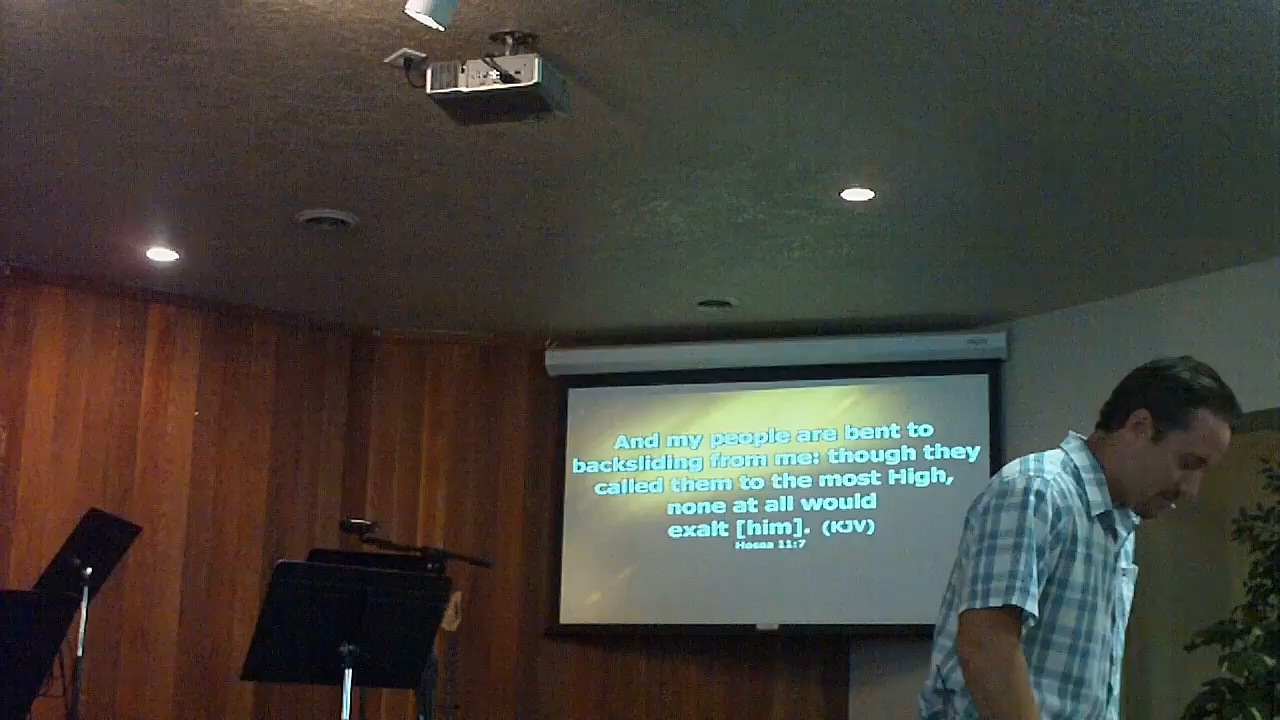 And my people are bent to
backsliding from me: though they
called them to the most High,
none at all would
exalt [him]. (KJV)
Hosea 11:7